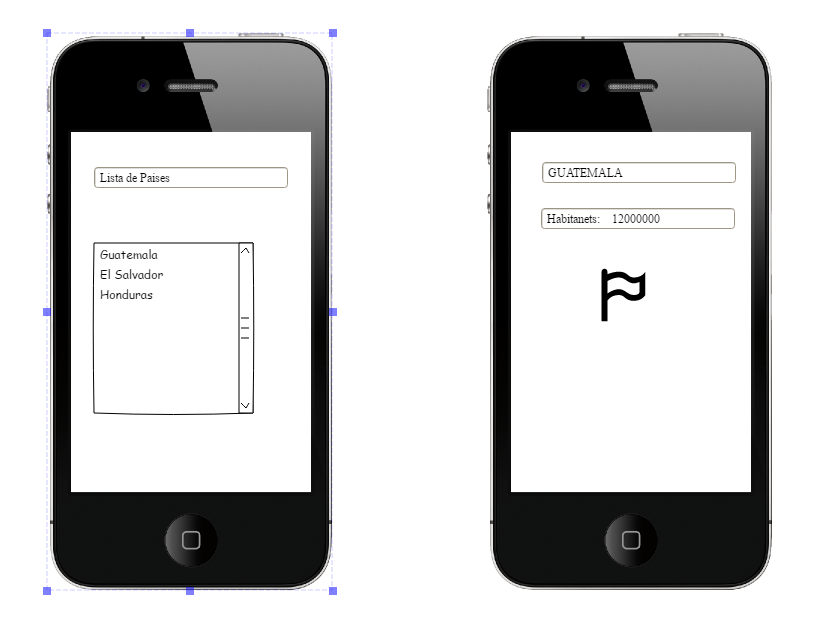 Lista de Paises
Guatemala
El Salvador
Honduras
GUATEMALA
Habitanets: 12000000